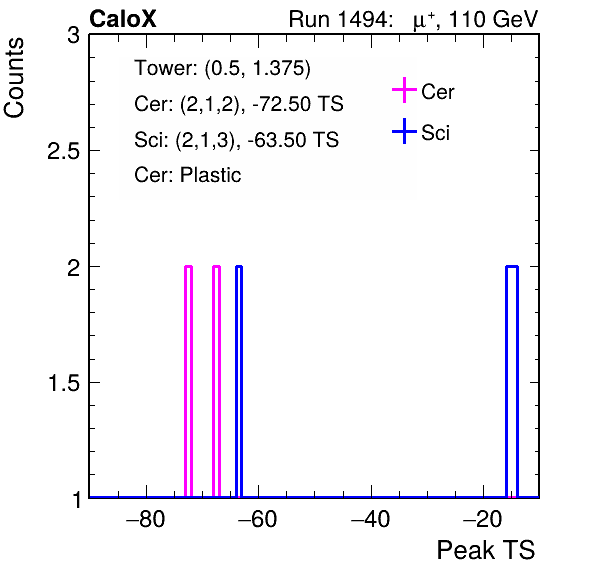 CaloX Run 1494: μ⁺, 110 GeV
Counts
3
2.5
2
1.5
1
Tower: (0.5, 1.375)
Cer: (2,1,2), -72.50 TS
Sci: (2,1,3), -63.50 TS
Cer: Plastic
Cer
Sci
−80 −60 −40 −20
Peak TS